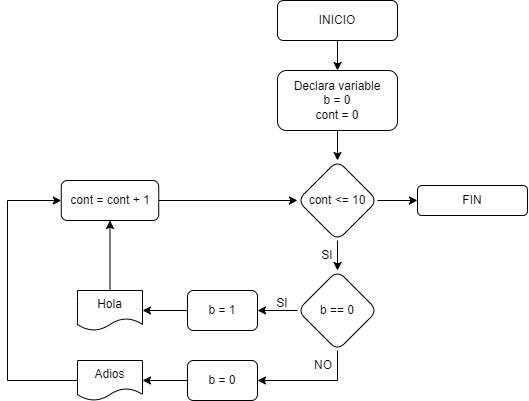 INICIO
Declara variable
b = 0
cont = 0
cont = cont + 1
cont <= 10
FIN
SI
Hola
b = 1
SI
b == 0
NO
Adios
b = 0